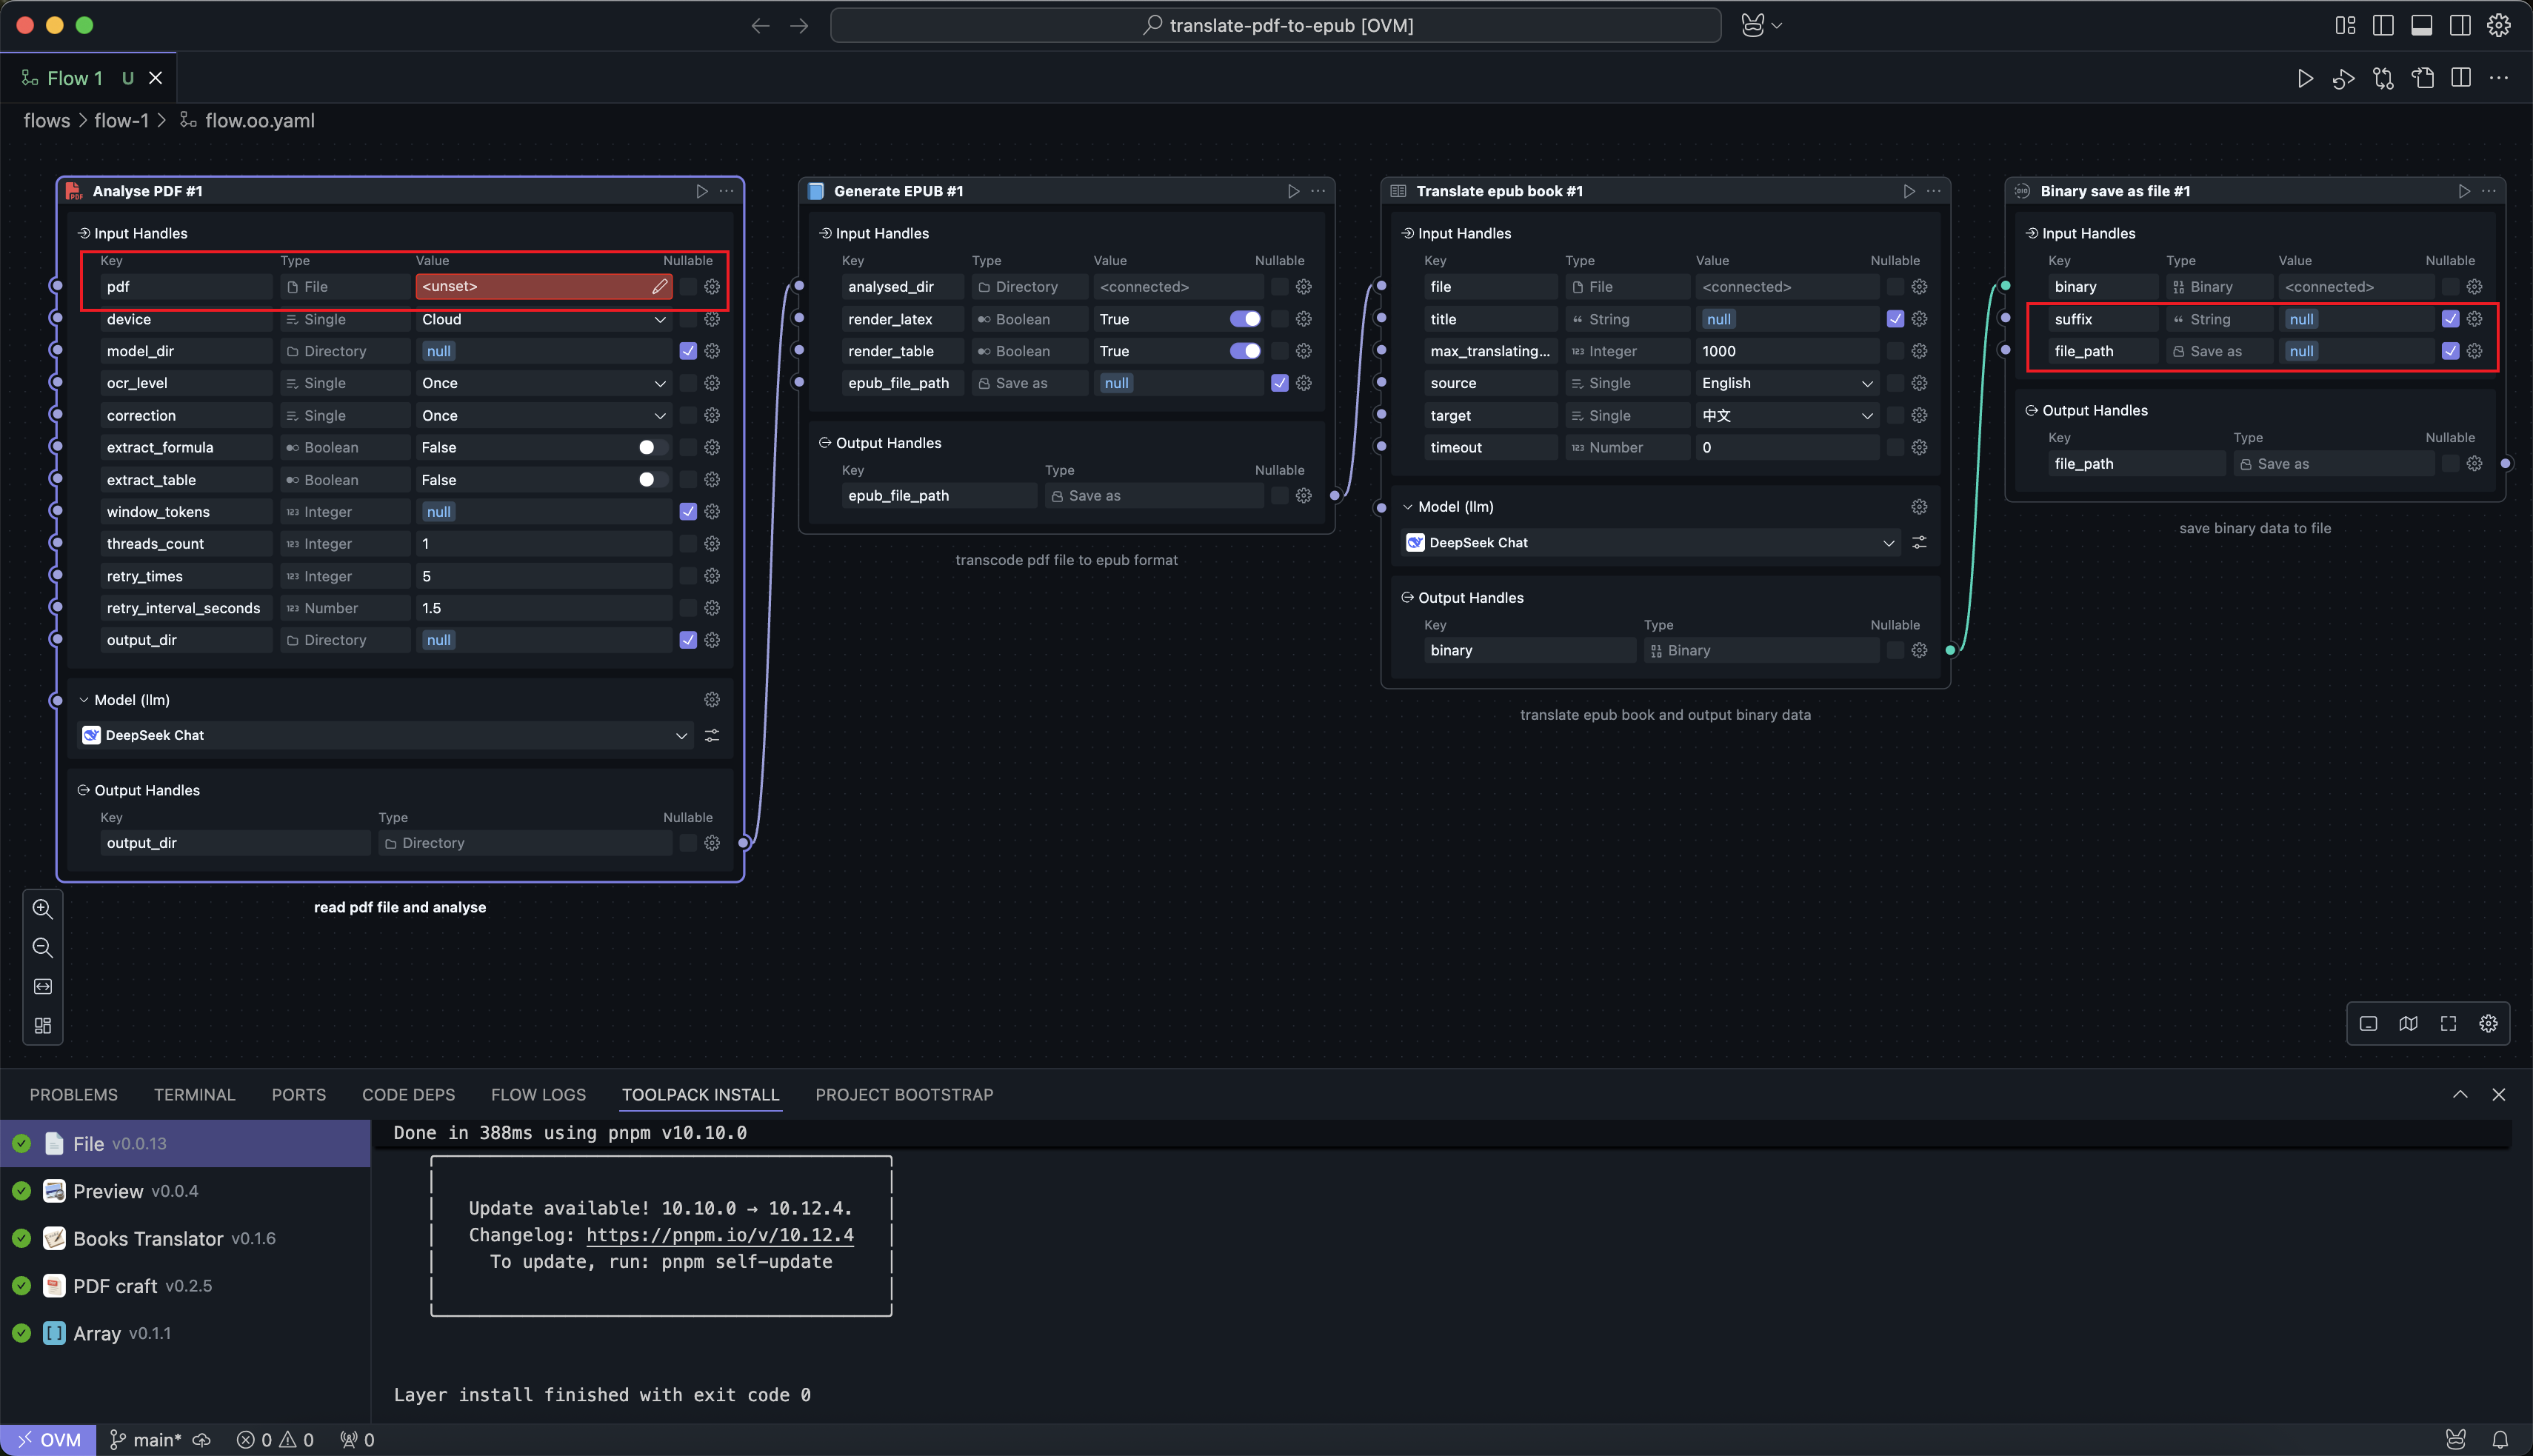 translate-pdf-to-epub [OVM]
Flow 1 U
flows > flow-1 > flow.oo.yaml
Analyse PDF #1
Input Handles
Key Type Value Nullable
pdf File <unset>
device Single Cloud
model_dir Directory null
ocr_level Single Once
correction Single Once
extract_formula Boolean False
extract_table Boolean False
window_tokens 123 Integer null
threads_count 123 Integer 1
retry_times 123 Integer 5
retry_interval_seconds 123 Number 1.5
output_dir Directory null
Model (llm)
DeepSeek Chat
Output Handles
Key Type Nullable
output_dir Directory
read pdf file and analyse
Generate EPUB #1
Input Handles
Key Type Value Nullable
analysed_dir Directory <connected>
render_latex Boolean True
render_table Boolean True
epub_file_path Save as null
Output Handles
Key Type Nullable
epub_file_path Save as
transcode pdf file to epub format
Translate epub book #1
Input Handles
Key Type Value Nullable
file File <connected>
title String null
max_translating... 123 Integer 1000
source Single English
target Single 中文
timeout 123 Number 0
Model (llm)
DeepSeek Chat
Output Handles
Key Type Nullable
binary Binary
translate epub book and output binary data
Binary save as file #1
Input Handles
Key Type Value Nullable
binary Binary <connected>
suffix String null
file_path Save as null
Output Handles
Key Type Nullable
file_path Save as
save binary data to file
PROBLEMS TERMINAL PORTS CODE DEPS FLOW LOGS TOOLPACK INSTALL PROJECT BOOTSTRAP
File v0.0.13
Preview v0.0.4
Books Translator v0.1.6
PDF craft v0.2.5
Array v0.1.1
Done in 388ms using pnpm v10.10.0
Update available! 10.10.0 → 10.12.4.
Changelog: https://pnpm.io/v/10.12.4
To update, run: pnpm self-update
Layer install finished with exit code 0
OVM main* 0 0 0